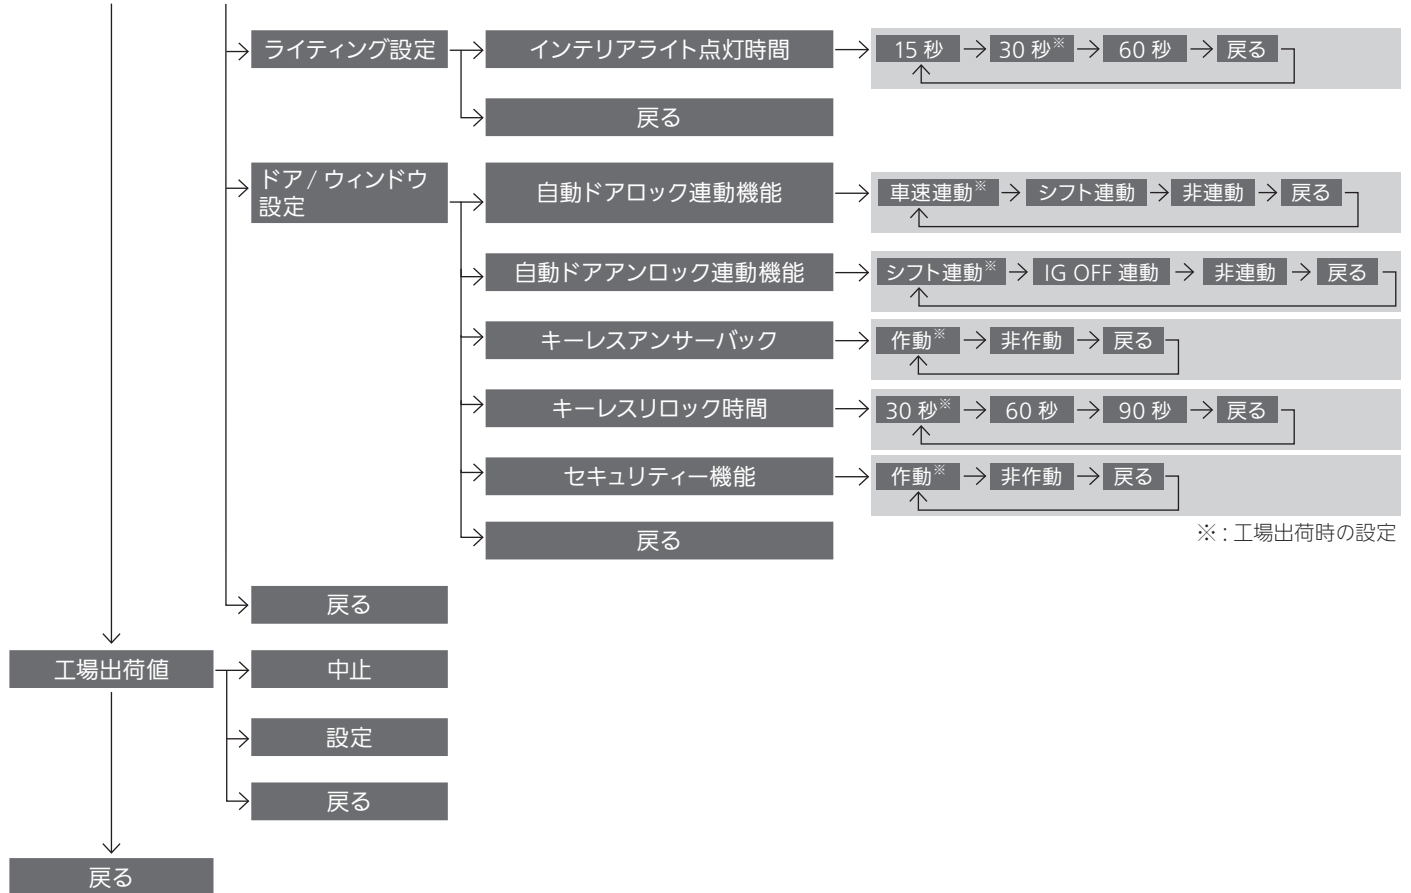 ライティング設定
インテリアライト点灯時間
15 秒
30 秒※
60 秒
戻る
戻る
ドア / ウィンドウ
設定
自動ドアロック連動機能
車速連動※
シフト連動
非連動
戻る
自動ドアアンロック連動機能
シフト連動※
IG OFF 連動
非連動
戻る
キーレスアンサーバック
作動※
非作動
戻る
キーレスリロック時間
30 秒※
60 秒
90 秒
戻る
セキュリティー機能
作動※
非作動
戻る
戻る
※ : 工場出荷時の設定
戻る
工場出荷値
中止
設定
戻る
戻る